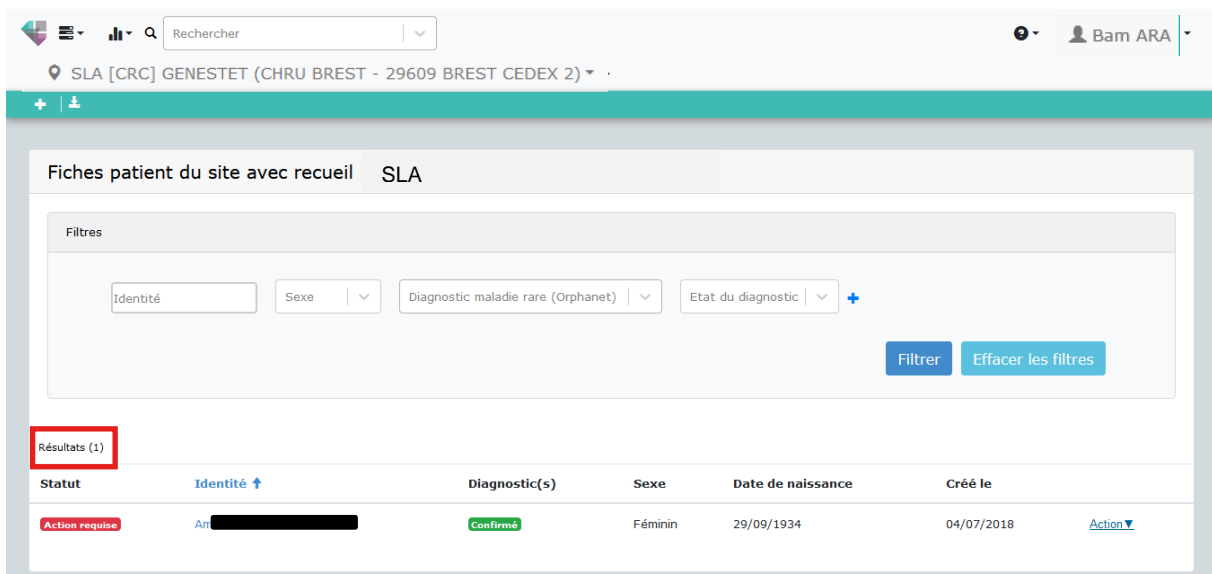 Rechercher
Bam ARA
SLA [CRC] GENESTET (CHRU BREST - 29609 BREST CEDEX 2)
Fiches patient du site avec recueil SLA
Filtres
Identité Sexe Diagnostic maladie rare (Orphanet) Etat du diagnostic
Filtrer Effacer les filtres
Résultats (1)
Statut Identité Diagnostic(s) Sexe Date de naissance Créé le
Action requise Am Confirmé Féminin 29/09/1934 04/07/2018 Action